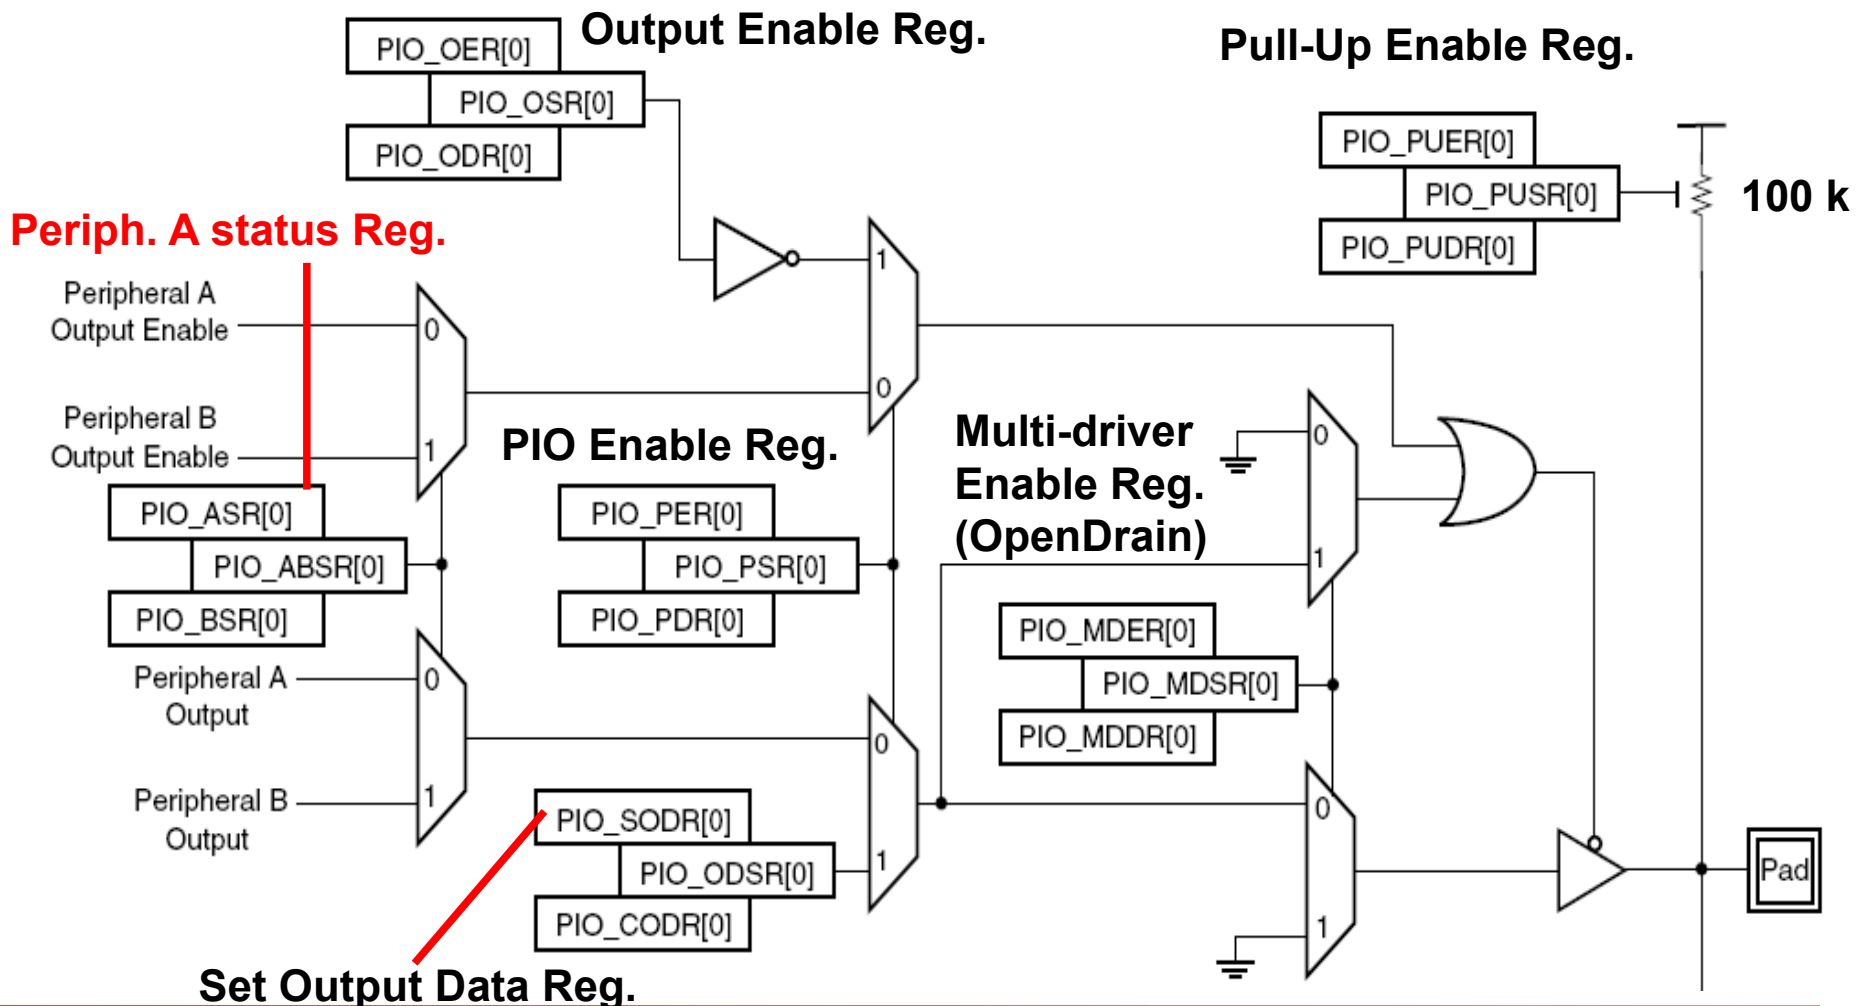 Output Enable Reg.
Pull-Up Enable Reg.
PIO_OER[0]
PIO_OSR[0]
PIO_ODR[0]
PIO_PUER[0]
PIO_PUSR[0]
PIO_PUDR[0]
100 k
Periph. A status Reg.
Peripheral A
Output Enable
0
1
Peripheral B
Output Enable
1
0
PIO Enable Reg.
Multi-driver
Enable Reg.
(OpenDrain)
0
1
PIO_ASR[0]
PIO_ABSR[0]
PIO_BSR[0]
PIO_PER[0]
PIO_PSR[0]
PIO_PDR[0]
PIO_MDER[0]
PIO_MDSR[0]
PIO_MDDR[0]
Peripheral A
Output
0
1
Peripheral B
Output
0
1
PIO_SODR[0]
PIO_ODSR[0]
PIO_CODR[0]
0
1
Pad
Set Output Data Reg.